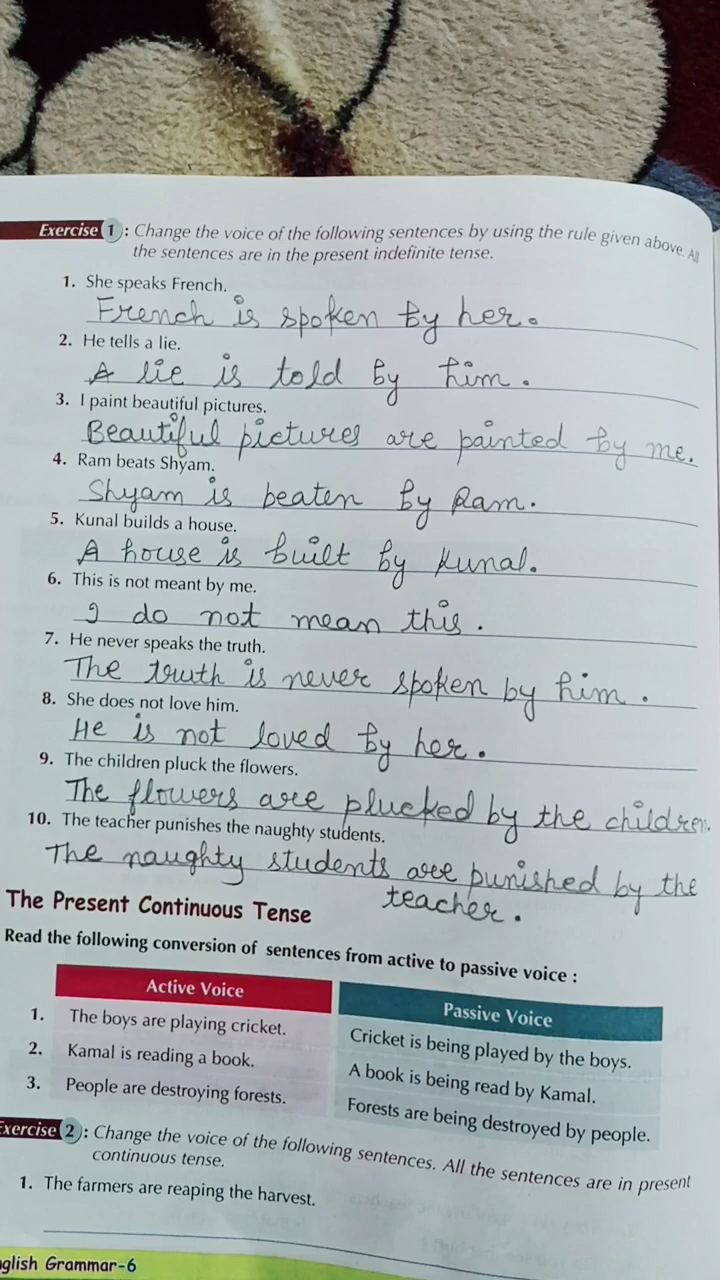 Exercise 1 : Change the voice of the following sentences by using the rule given above. All
the sentences are in the present indefinite tense.
1. She speaks French.
French is spoken by her.
2. He tells a lie.
A lie is told by him.
3. I paint beautiful pictures.
Beautiful pictures are painted by me.
4. Ram beats Shyam.
Shyam is beaten by Ram.
5. Kunal builds a house.
A house is built by Kunal.
6. This is not meant by me.
I do not mean this.
7. He never speaks the truth.
The truth is never spoken by him.
8. She does not love him.
He is not loved by her.
9. The children pluck the flowers.
The flowers are plucked by the children.
10. The teacher punishes the naughty students.
The naughty students are punished by the
teacher.
The Present Continuous Tense
Read the following conversion of sentences from active to passive voice :
Active Voice Passive Voice
1. The boys are playing cricket. Cricket is being played by the boys.
2. Kamal is reading a book. A book is being read by Kamal.
3. People are destroying forests. Forests are being destroyed by people.
Exercise 2 : Change the voice of the following sentences. All the sentences are in present
continuous tense.
1. The farmers are reaping the harvest.
glish Grammar-6